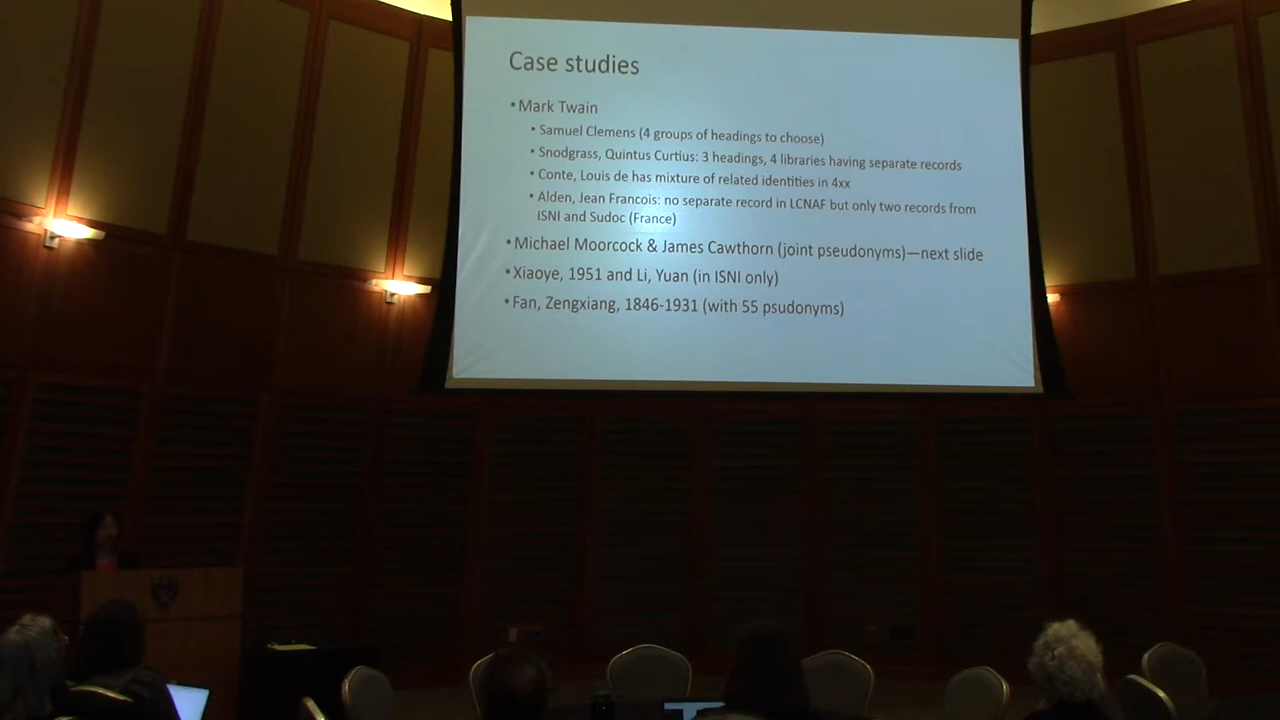 Case studies
• Mark Twain
• Samuel Clemens (4 groups of headings to choose)
• Snodgrass, Quintus Curtius: 3 headings, 4 libraries having separate records
• Conte, Louis de has mixture of related identities in 4xx
• Alden, Jean Francois: no separate record in LCNAF but only two records from
ISNI and Sudoc (France)
• Michael Moorcock & James Cawthorn (joint pseudonyms)—next slide
• Xiaoye, 1951 and Li, Yuan (in ISNI only)
• Fan, Zengxiang, 1846-1931 (with 55 psudonyms)